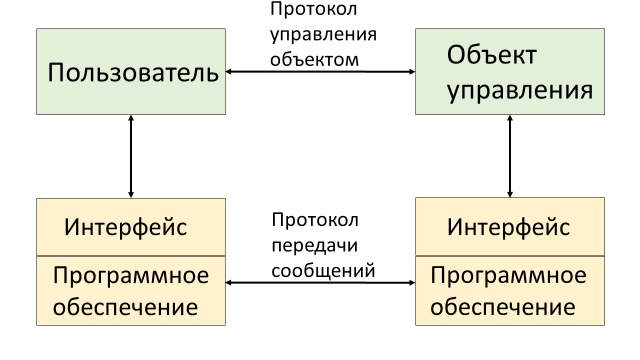 Протокол
управления
объектом
Пользователь
Объект
управления
Интерфейс
Протокол
передачи
сообщений
Интерфейс
Программное
обеспечение
Программное
обеспечение